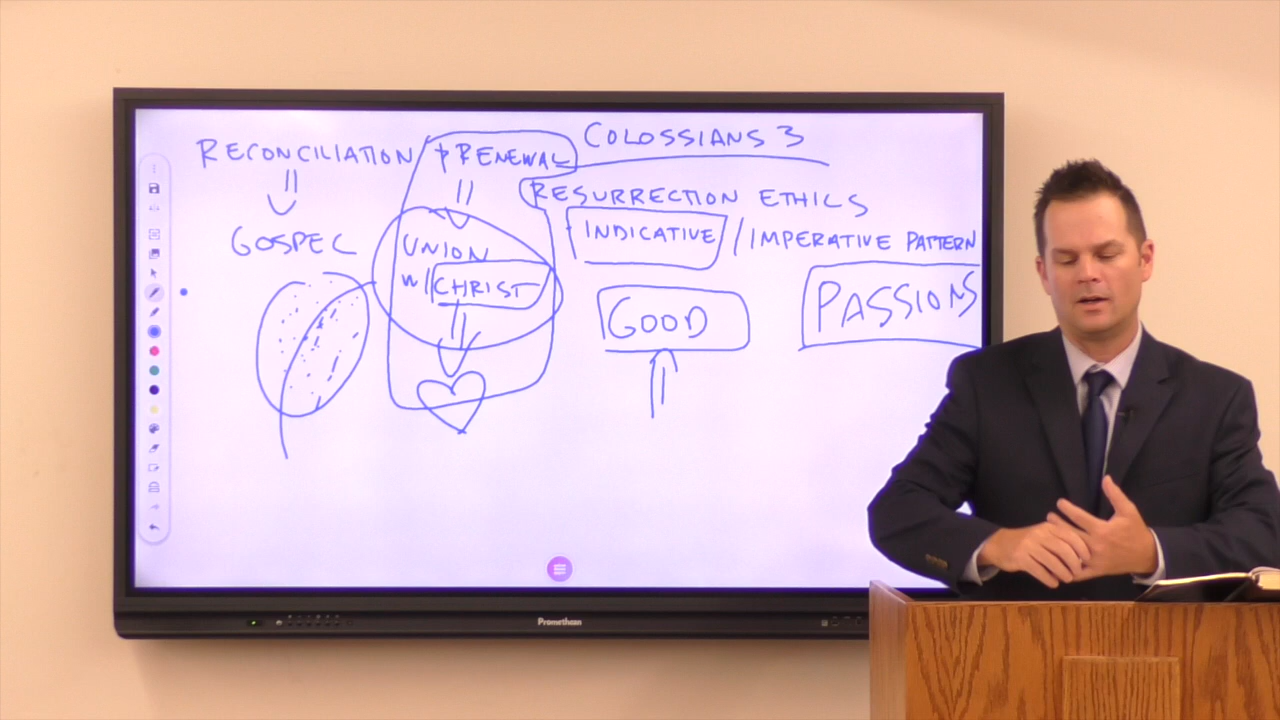 COLOSSIANS 3
RECONCILIATION + RENEWAL
RESURRECTION ETHICS
GOSPEL
UNION
W/ CHRIST
INDICATIVE / IMPERATIVE PATTERN
GOOD
PASSIONS
Promethean